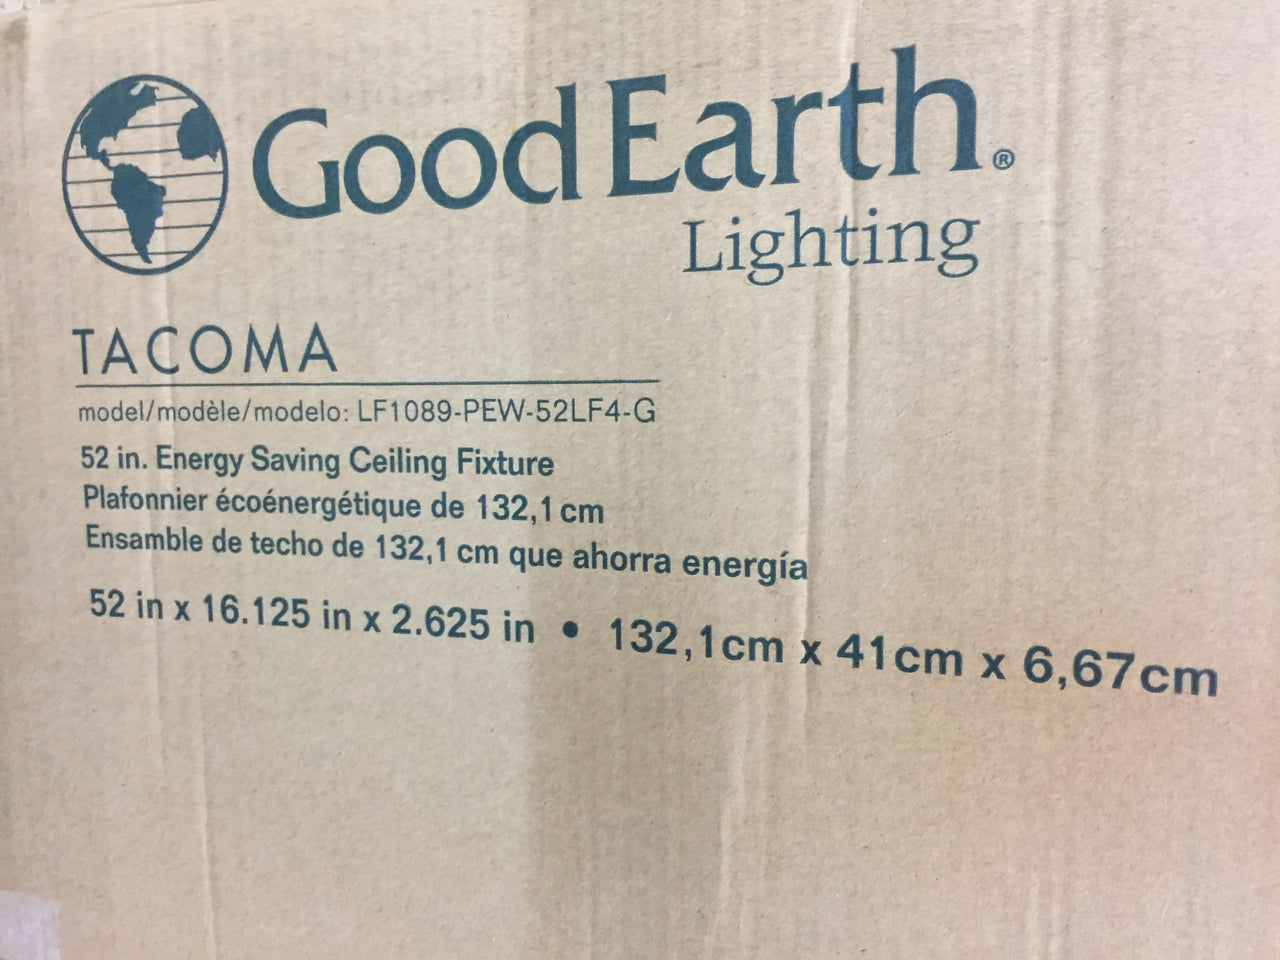 Good Earth®
Lighting
TACOMA
model/modèle/modelo: LF1089-PEW-52LF4-G
52 in. Energy Saving Ceiling Fixture
Plafonnier écoénergétique de 132,1 cm
Ensamble de techo de 132,1 cm que ahorra energía
52 in x 16.125 in x 2.625 in • 132,1cm x 41cm x 6,67cm